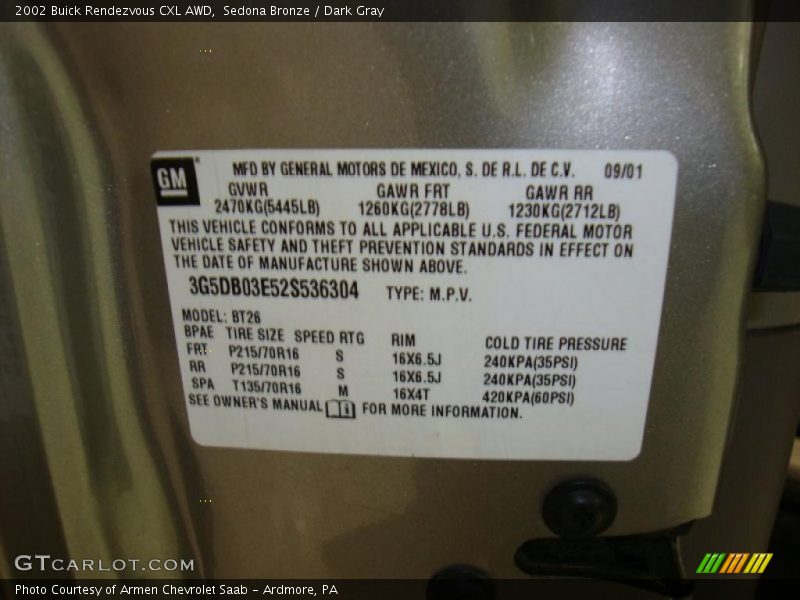 2002 Buick Rendezvous CXL AWD,  Sedona Bronze / Dark Gray
GM
MFD BY GENERAL MOTORS DE MEXICO, S. DE R.L. DE C.V. 09/01
GVWR GAWR FRT GAWR RR
2470KG(5445LB) 1260KG(2778LB) 1230KG(2712LB)
THIS VEHICLE CONFORMS TO ALL APPLICABLE U.S. FEDERAL MOTOR
VEHICLE SAFETY AND THEFT PREVENTION STANDARDS IN EFFECT ON
THE DATE OF MANUFACTURE SHOWN ABOVE.
3G5DB03E52S536304 TYPE: M.P.V.
MODEL: BT26
BPAE TIRE SIZE SPEED RTG RIM COLD TIRE PRESSURE
FRT P215/70R16 S 16X6.5J 240KPA(35PSI)
RR P215/70R16 S 16X6.5J 240KPA(35PSI)
SPA T135/70R16 M 16X4T 420KPA(60PSI)
SEE OWNER'S MANUAL FOR MORE INFORMATION.
GTCARLOT.COM
Photo Courtesy of Armen Chevrolet Saab - Ardmore, PA